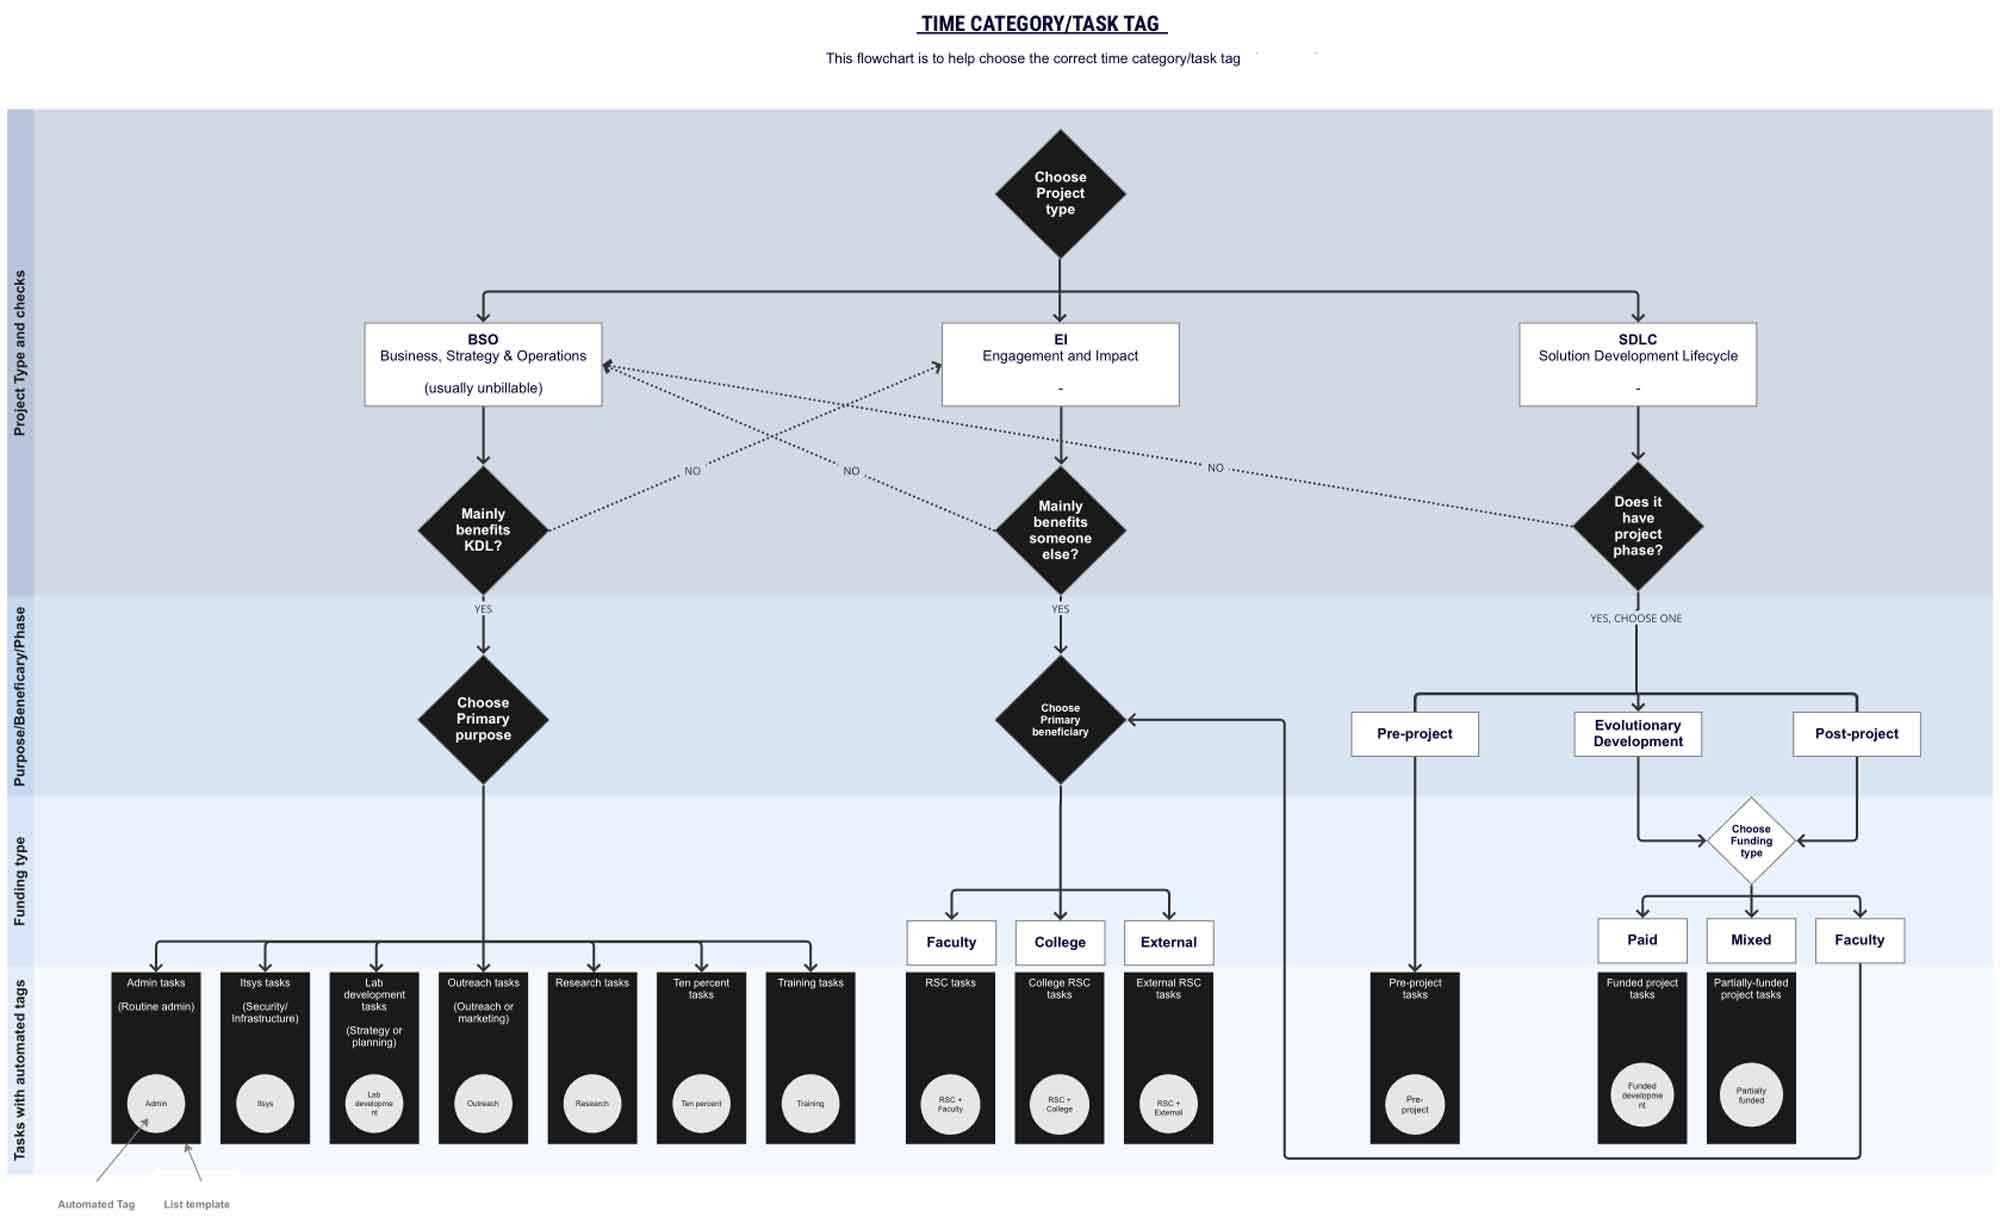 TIME CATEGORY/TASK TAG
This flowchart is to help choose the correct time category/task tag
Project Type and checks
Choose
Project
type
BSO
Business, Strategy & Operations
(usually unbillable)
EI
Engagement and Impact
-
SDLC
Solution Development Lifecycle
-
NO
NO
NO
Mainly
benefits
KDL?
Mainly
benefits
someone
else?
Does it
have
project
phase?
Purpose/Beneficary/Phase
YES
YES
YES, CHOOSE ONE
Choose
Primary
purpose
Choose
Primary
beneficiary
Pre-project
Evolutionary
Development
Post-project
Funding type
Choose
Funding
type
Faculty
College
External
Paid
Mixed
Faculty
Tasks with automated tags
Admin tasks
(Routine admin)
Admin
Itsys tasks
(Security/
Infrastructure)
Itsys
Lab
development
tasks
(Strategy or
planning)
Lab
developme
nt
Outreach tasks
(Outreach or
marketing)
Outreach
Research tasks
Research
Ten percent
tasks
Ten percent
Training tasks
Training
RSC tasks
RSC +
Faculty
College RSC
tasks
RSC +
College
External RSC
tasks
RSC +
External
Pre-project
tasks
Pre-
project
Funded project
tasks
Funded
developme
nt
Partially-funded
project tasks
Partially
funded
Automated Tag
List template